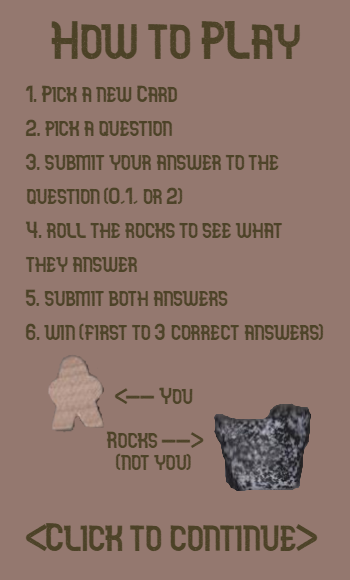 How to Play
1. Pick a new Card
2. pick a question
3. submit your answer to the
question (0,1, or 2)
4. roll the rocks to see what
they answer
5. submit both answers
6. win (first to 3 correct answers)
<—— You
Rocks ——>
(not you)
<Click to continue>